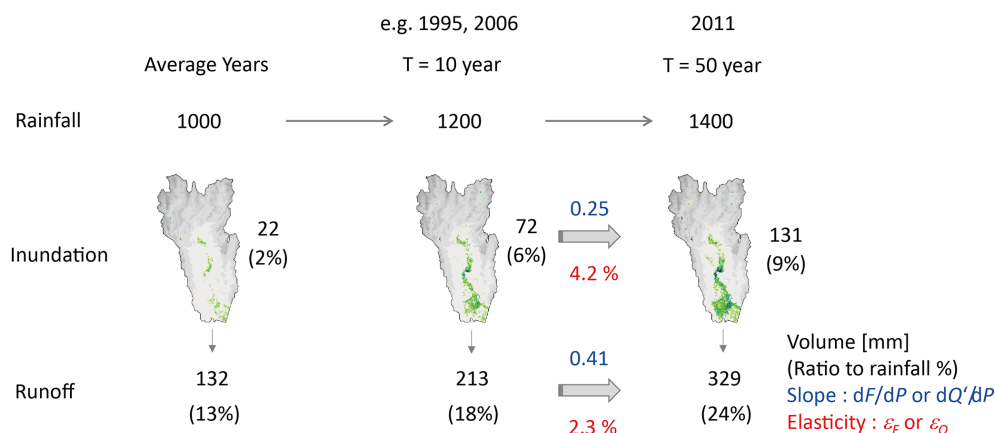 e.g. 1995, 2006 2011
Average Years T = 10 year T = 50 year
Rainfall 1000 1200 1400
Inundation
22
(2%)
72
(6%)
0.25
4.2 %
131
(9%)
Runoff
132
(13%)
213
(18%)
0.41
2.3 %
329
(24%)
Volume [mm]
(Ratio to rainfall %)
Slope : dF/dP or dQ‘/dP
Elasticity : εF or εQ